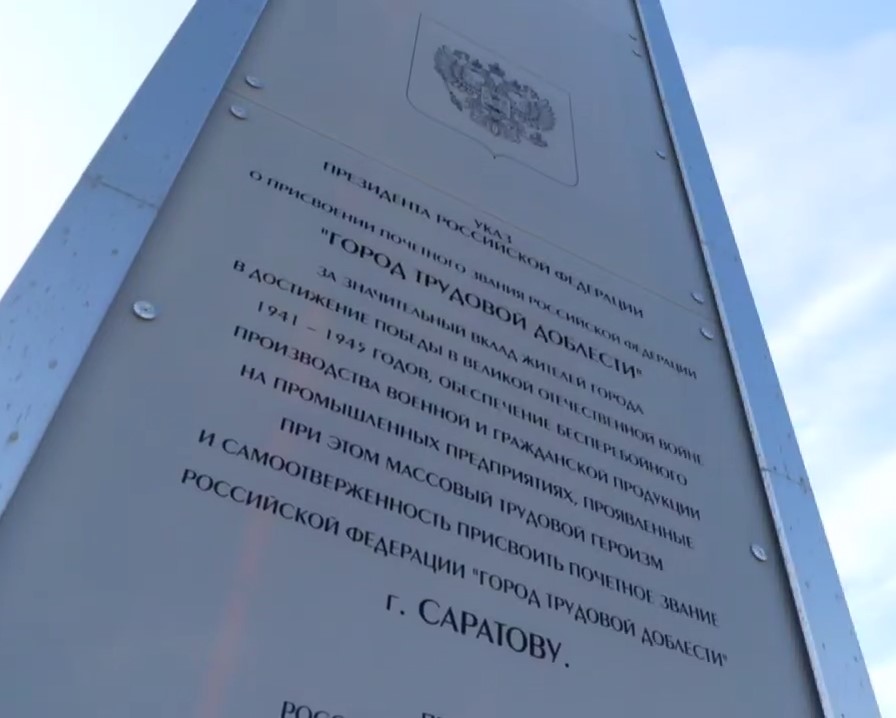 УКАЗ
ПРЕЗИДЕНТА РОССИЙСКОЙ ФЕДЕРАЦИИ
О ПРИСВОЕНИИ ПОЧЕТНОГО ЗВАНИЯ РОССИЙСКОЙ ФЕДЕРАЦИИ
"ГОРОД ТРУДОВОЙ ДОБЛЕСТИ"
ЗА ЗНАЧИТЕЛЬНЫЙ ВКЛАД ЖИТЕЛЕЙ ГОРОДА
В ДОСТИЖЕНИЕ ПОБЕДЫ В ВЕЛИКОЙ ОТЕЧЕСТВЕННОЙ ВОЙНЕ
1941 – 1945 ГОДОВ, ОБЕСПЕЧЕНИЕ БЕСПЕРЕБОЙНОГО
ПРОИЗВОДСТВА ВОЕННОЙ И ГРАЖДАНСКОЙ ПРОДУКЦИИ
НА ПРОМЫШЛЕННЫХ ПРЕДПРИЯТИЯХ, ПРОЯВЛЕННЫЕ
ПРИ ЭТОМ МАССОВЫЙ ТРУДОВОЙ ГЕРОИЗМ
И САМООТВЕРЖЕННОСТЬ ПРИСВОИТЬ ПОЧЕТНОЕ ЗВАНИЕ
РОССИЙСКОЙ ФЕДЕРАЦИИ "ГОРОД ТРУДОВОЙ ДОБЛЕСТИ"
г. САРАТОВУ.